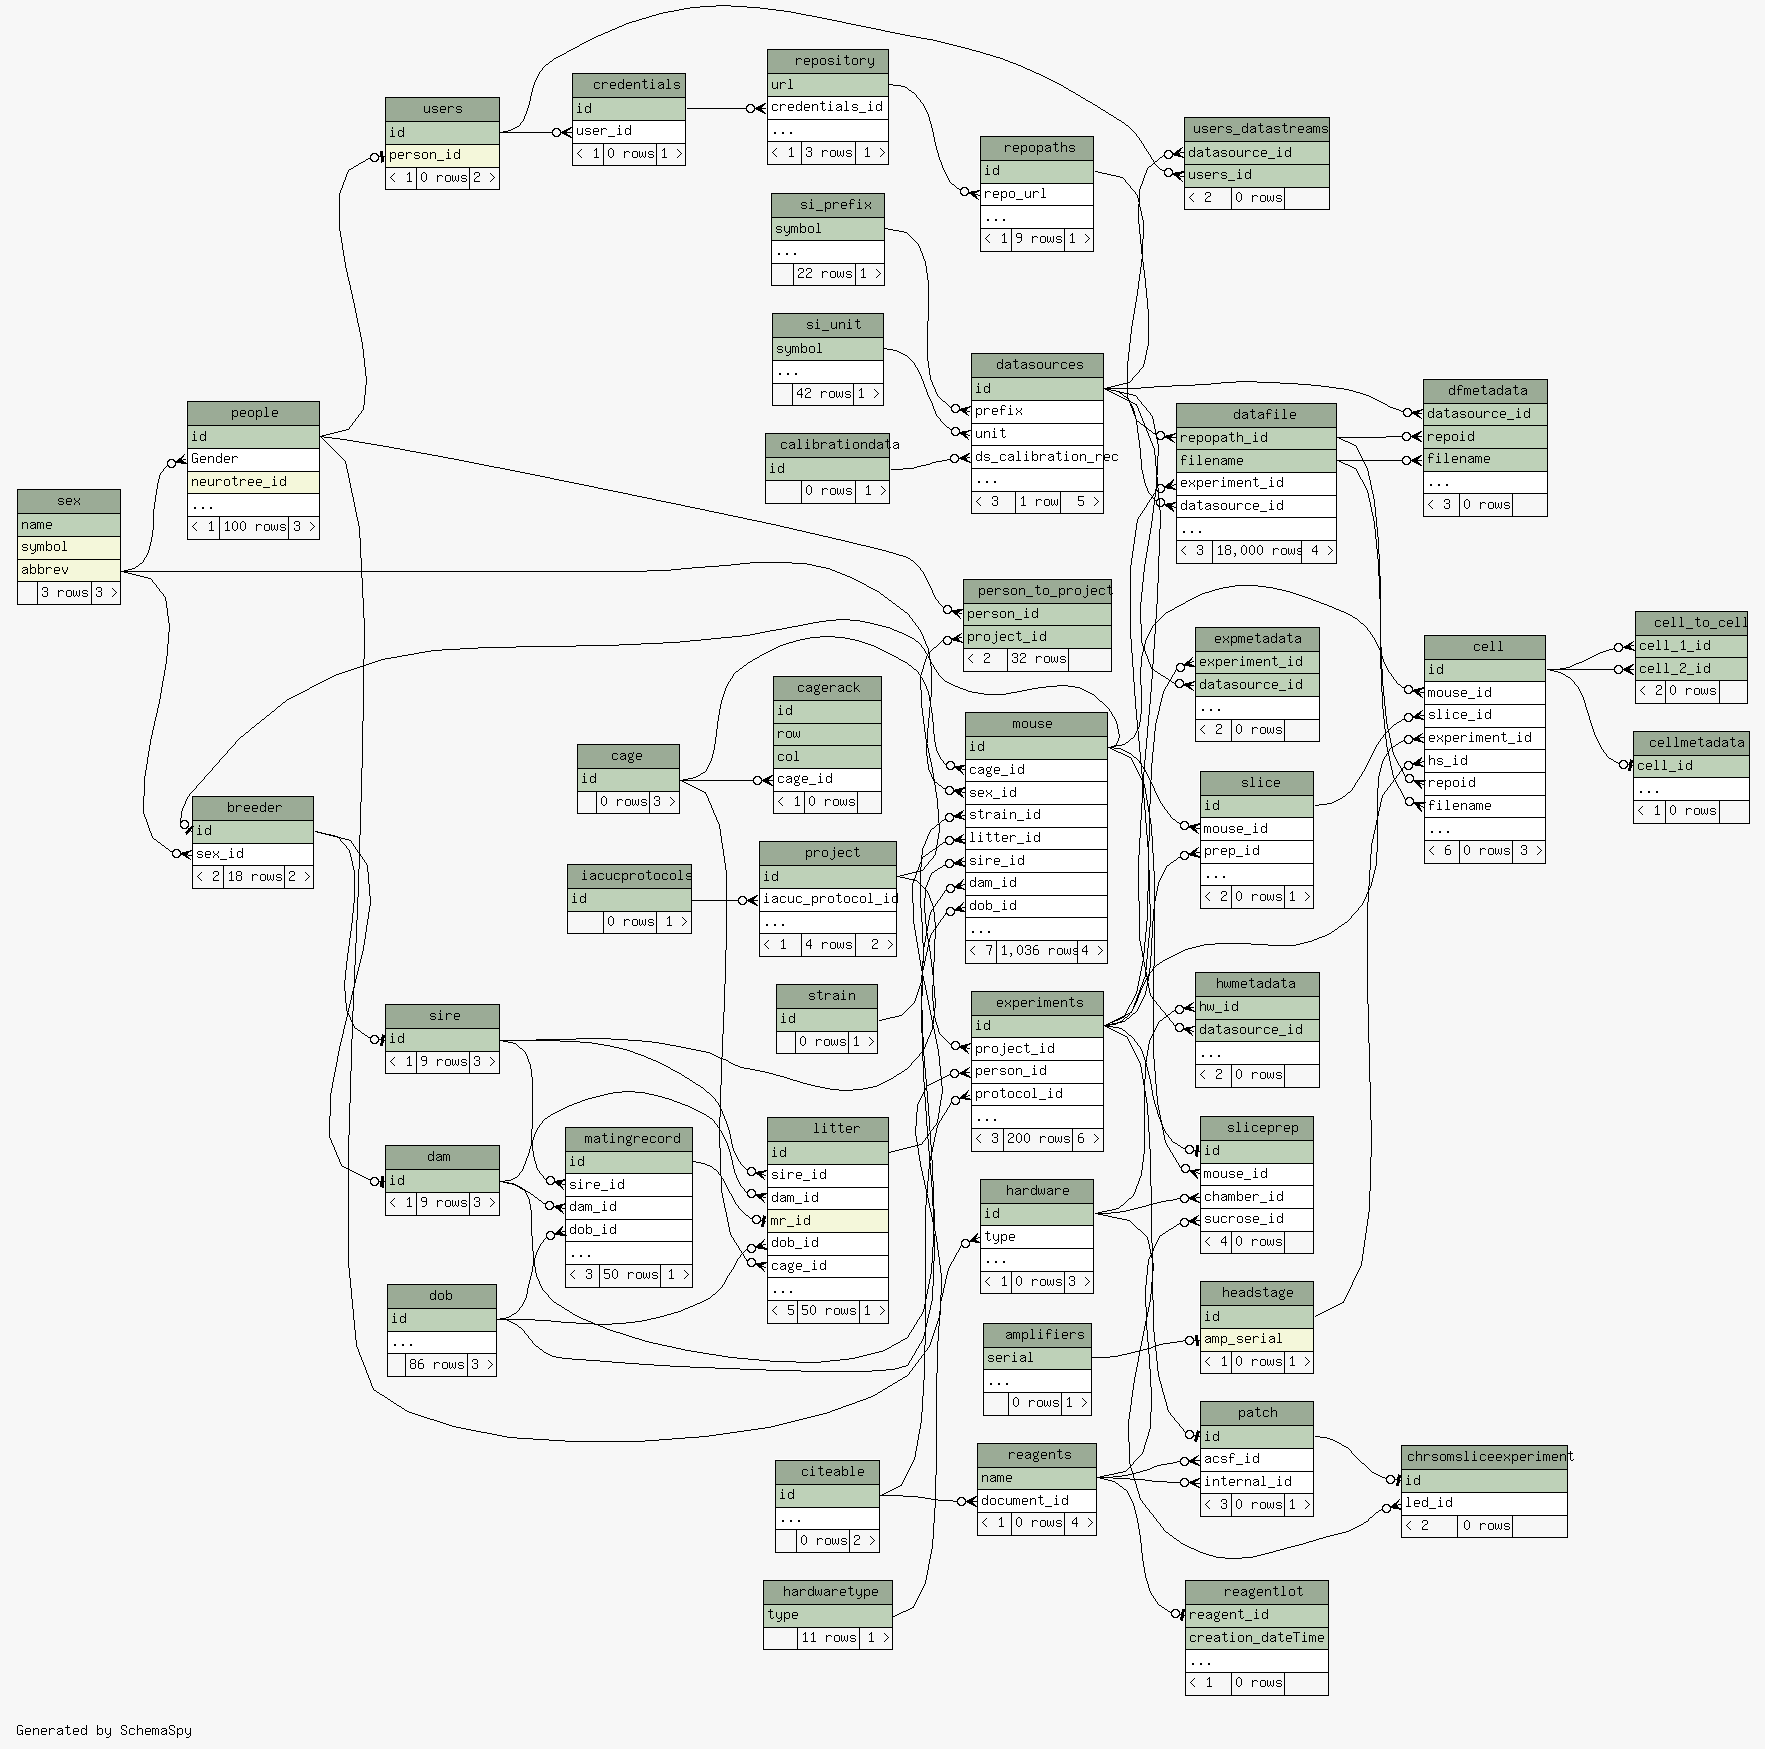 users
id
person_id
< 1 0 rows 2 >
credentials
id
user_id
< 1 0 rows 1 >
repository
url
credentials_id
...
< 1 3 rows 1 >
repopaths
id
repo_url
...
< 1 9 rows 1 >
users_datastreams
datasource_id
users_id
< 2 0 rows
si_prefix
symbol
...
22 rows 1 >
si_unit
symbol
...
42 rows 1 >
calibrationdata
id
0 rows 1 >
datasources
id
prefix
unit
ds_calibration_rec
...
< 3 1 row 5 >
datafile
repopath_id
filename
experiment_id
datasource_id
...
< 3 18,000 rows 4 >
dfmetadata
datasource_id
repoid
filename
...
< 3 0 rows
people
id
Gender
neurotree_id
...
< 1 100 rows 3 >
sex
name
symbol
abbrev
3 rows 3 >
person_to_project
person_id
project_id
< 2 32 rows
expmetadata
experiment_id
datasource_id
...
< 2 0 rows
cell
id
mouse_id
slice_id
experiment_id
hs_id
repoid
filename
...
< 6 0 rows 3 >
cell_to_cell
cell_1_id
cell_2_id
< 2 0 rows
cellmetadata
cell_id
...
< 1 0 rows
cagerack
id
row
col
cage_id
< 1 0 rows
cage
id
0 rows 3 >
mouse
id
cage_id
sex_id
strain_id
litter_id
sire_id
dam_id
dob_id
...
< 7 1,036 rows 4 >
slice
id
mouse_id
prep_id
...
< 2 0 rows 1 >
breeder
id
sex_id
< 2 18 rows 2 >
iacucprotocols
id
0 rows 1 >
project
id
iacuc_protocol_id
...
< 1 4 rows 2 >
strain
id
0 rows 1 >
experiments
id
project_id
person_id
protocol_id
...
< 3 200 rows 6 >
hwmetadata
hw_id
datasource_id
...
< 2 0 rows
sire
id
< 1 9 rows 3 >
dam
id
< 1 9 rows 3 >
matingrecord
id
sire_id
dam_id
dob_id
...
< 3 50 rows 1 >
litter
id
sire_id
dam_id
mr_id
dob_id
cage_id
...
< 5 50 rows 1 >
sliceprep
id
mouse_id
chamber_id
sucrose_id
< 4 0 rows
hardware
id
type
...
< 1 0 rows 3 >
dob
id
...
86 rows 3 >
headstage
id
amp_serial
< 1 0 rows 1 >
amplifiers
serial
...
0 rows 1 >
patch
id
acsf_id
internal_id
< 3 0 rows 1 >
chrsomsliceexperiment
id
led_id
< 2 0 rows
citeable
id
...
0 rows 2 >
reagents
name
document_id
< 1 0 rows 4 >
hardwaretype
type
11 rows 1 >
reagentlot
reagent_id
creation_dateTime
...
< 1 0 rows
Generated by SchemaSpy